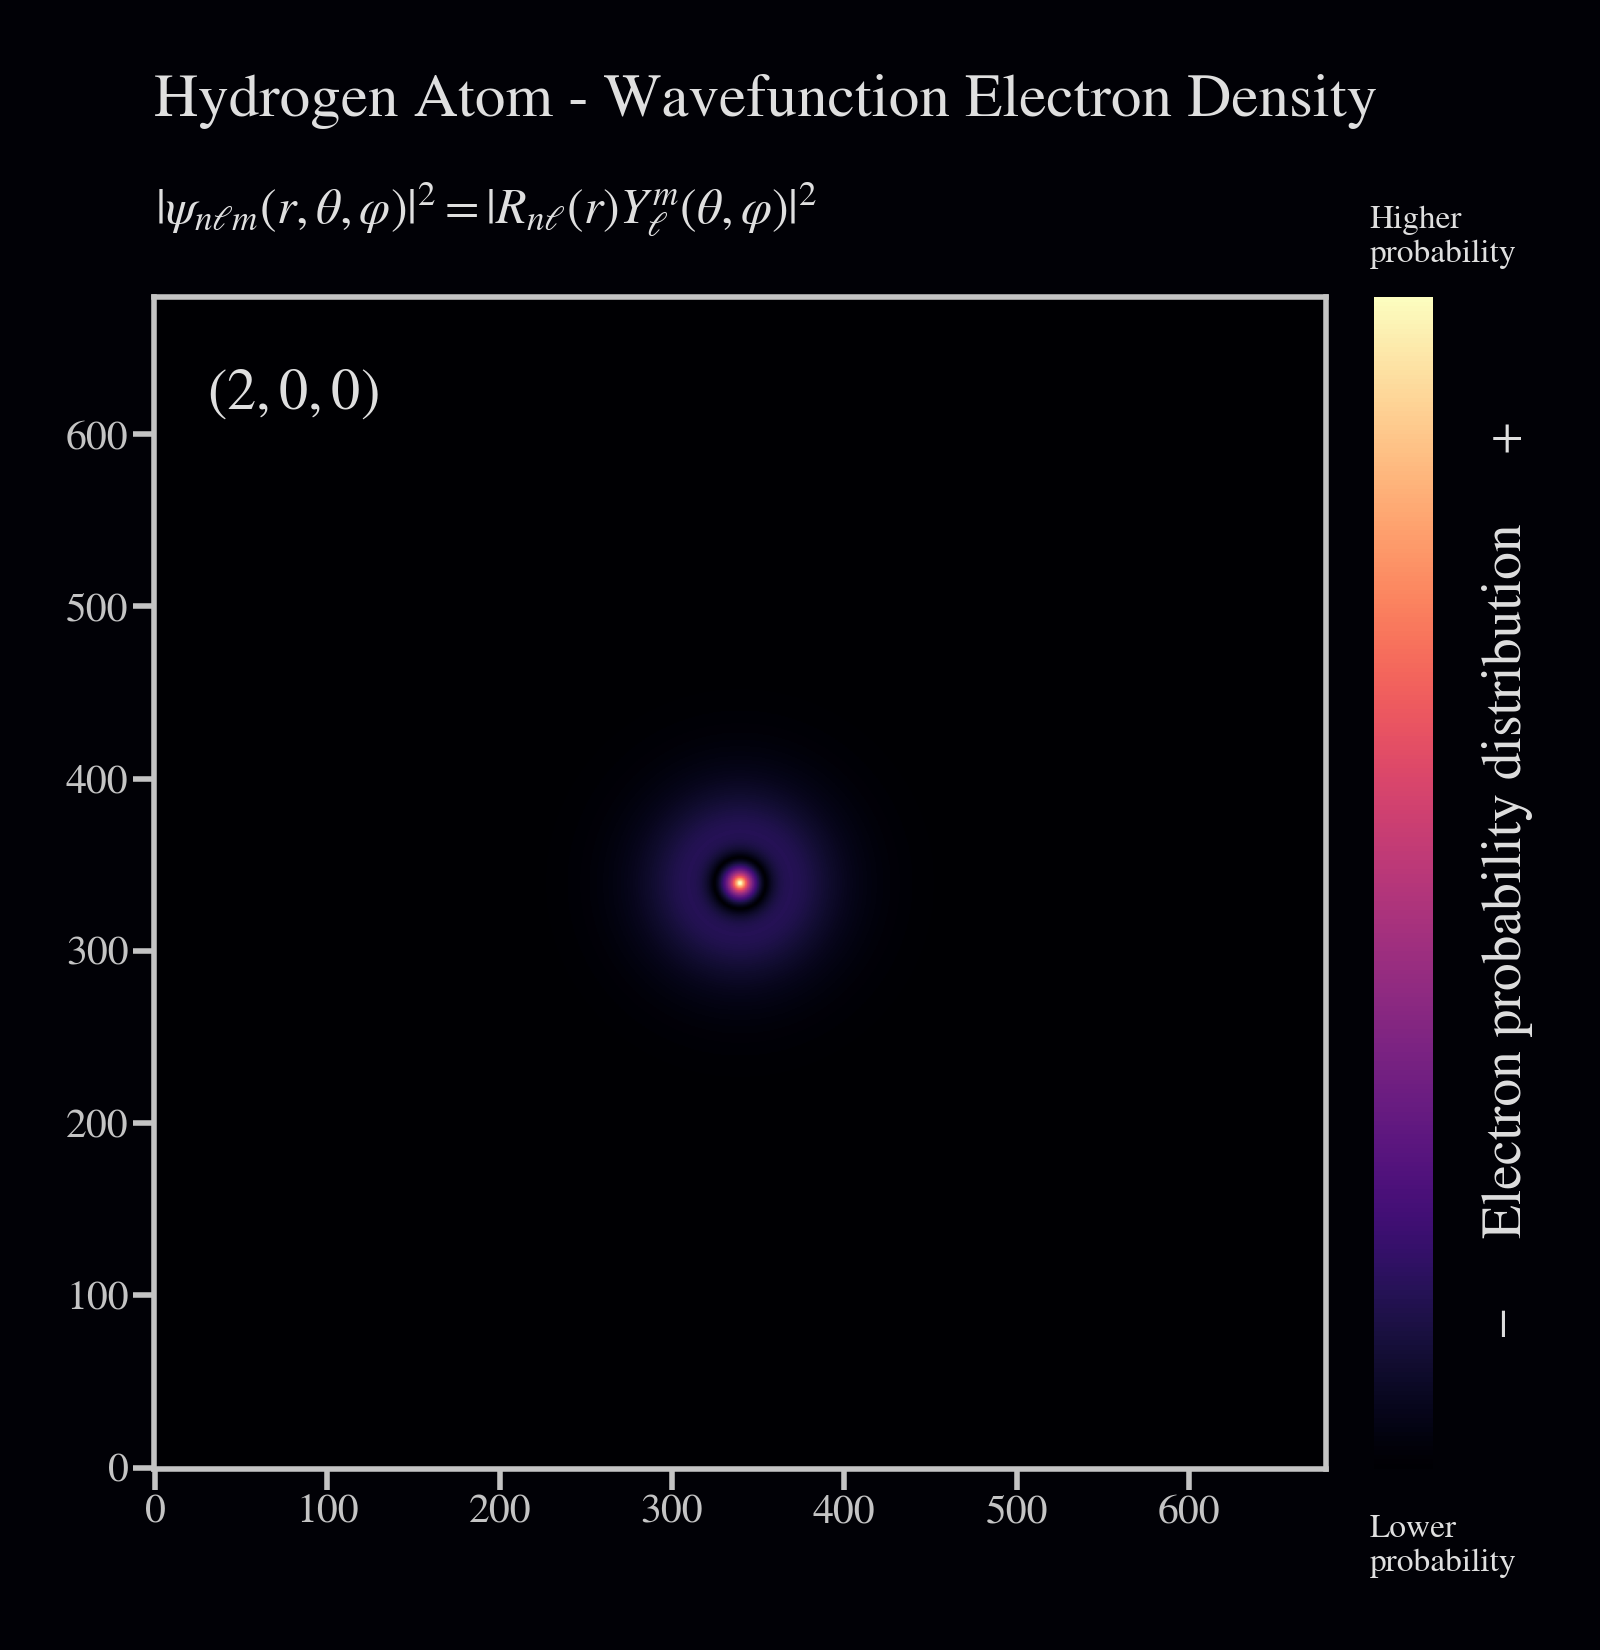 Hydrogen Atom - Wavefunction Electron Density
|ψₙℓₘ(r, θ, φ)|² = |Rₙℓ(r)Yℓᵐ(θ, φ)|²
Higher
probability
(2, 0, 0)
600
500
400
300
200
100
0
0 100 200 300 400 500 600
− Electron probability distribution +
Lower
probability